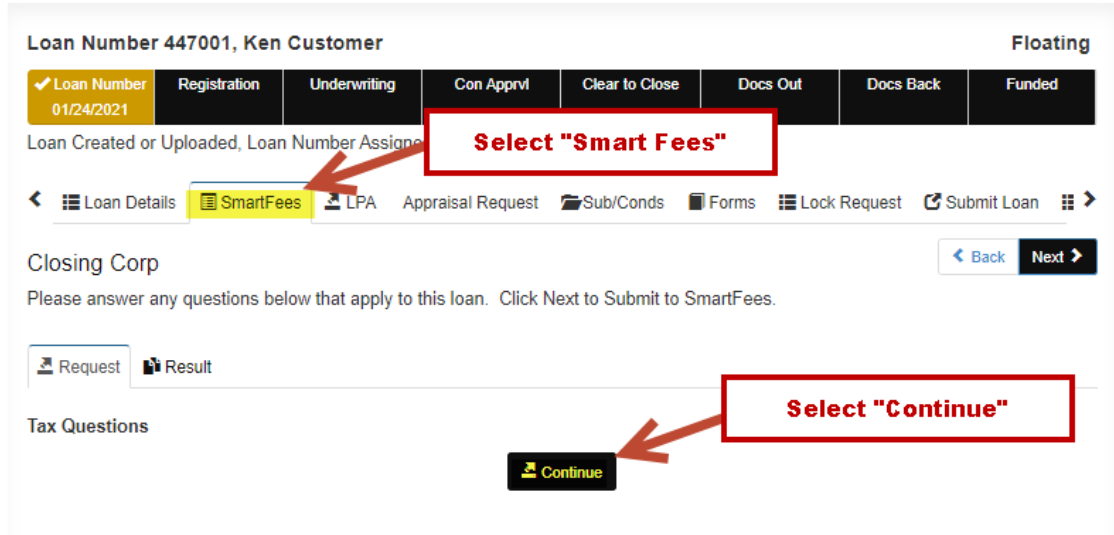 Loan Number 447001, Ken Customer Floating
Loan Number Registration Underwriting Con Apprvl Clear to Close Docs Out Docs Back Funded
01/24/2021
Loan Created or Uploaded, Loan Number Assigne
Select "Smart Fees"
Loan Details SmartFees LPA Appraisal Request Sub/Conds Forms Lock Request Submit Loan
Closing Corp Back Next
Please answer any questions below that apply to this loan. Click Next to Submit to SmartFees.
Request Result
Select "Continue"
Tax Questions
Continue